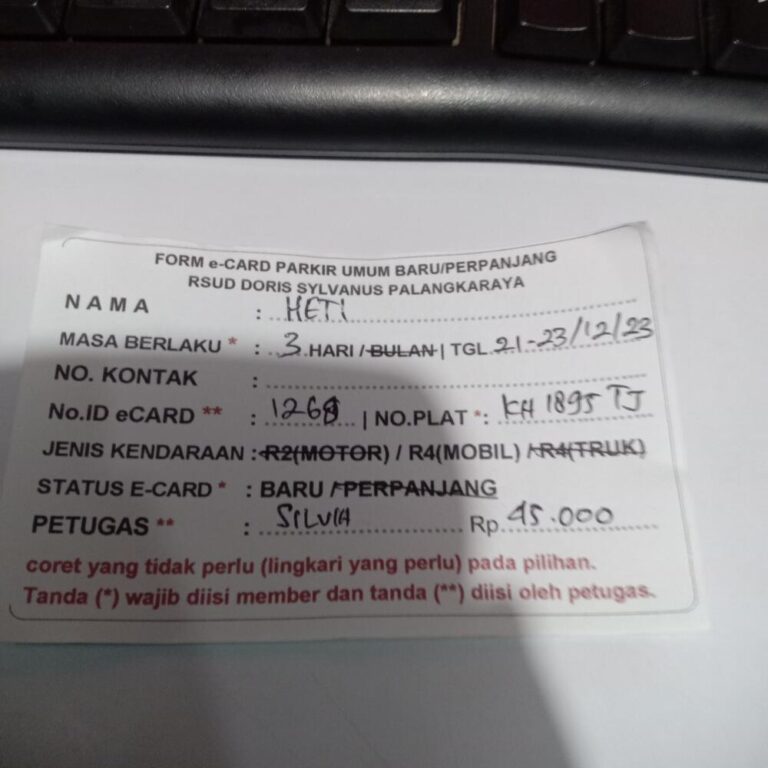 FORM e-CARD PARKIR UMUM BARU/PERPANJANG
RSUD DORIS SYLVANUS PALANGKARAYA
NAMA : HETI
MASA BERLAKU * : 3 HARI / BULAN | TGL. 21-23/12/23
NO. KONTAK :
No.ID eCARD ** : 1268 | NO.PLAT *: KH 1895 TJ
JENIS KENDARAAN : R2(MOTOR) / R4(MOBIL) / R4(TRUK)
STATUS E-CARD * : BARU / PERPANJANG
PETUGAS ** : SILVIA Rp. 45.000
coret yang tidak perlu (lingkari yang perlu) pada pilihan.
Tanda (*) wajib diisi member dan tanda (**) diisi oleh petugas.